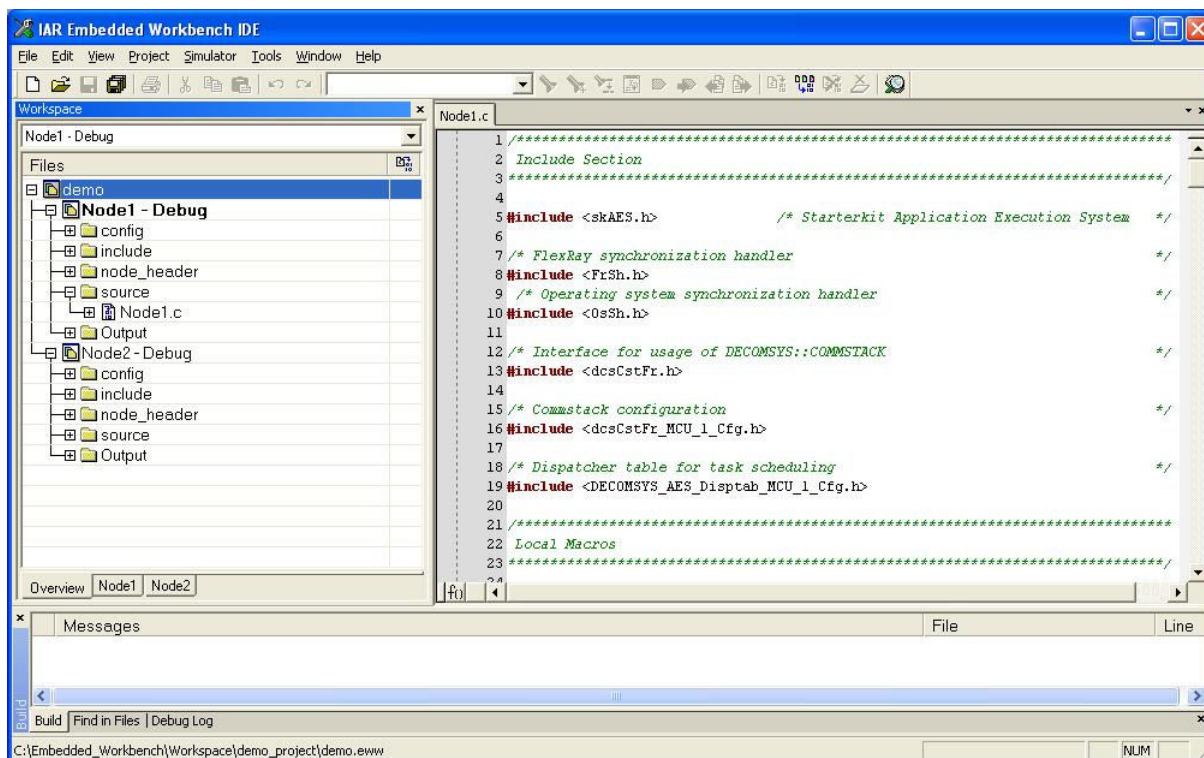 IAR Embedded Workbench IDE
File Edit View Project Simulator Tools Window Help
Workspace
Node1 - Debug
Files
demo
Node1 - Debug
config
include
node_header
source
Node1.c
Output
Node2 - Debug
config
include
node_header
source
Output
Overview Node1 Node2
Node1.c
1 /***************************************************************************
2 Include Section
3 ***************************************************************************/
4
5 #include <skAES.h> /* Starterkit Application Execution System */
6
7 /* FlexRay synchronization handler */
8 #include <FrSh.h>
9 /* Operating system synchronization handler */
10 #include <OsSh.h>
11
12 /* Interface for usage of DECOMSYS::COMMSTACK */
13 #include <dcsCstFr.h>
14
15 /* Commstack configuration */
16 #include <dcsCstFr_MCU_1_Cfg.h>
17
18 /* Dispatcher table for task scheduling */
19 #include <DECOMSYS_AES_Disptab_MCU_1_Cfg.h>
20
21 /***************************************************************************
22 Local Macros
23 ***************************************************************************/
24
f()
Messages File Line
Build
Build Find in Files Debug Log
C:\Embedded_Workbench\Workspace\demo_project\demo.eww NUM